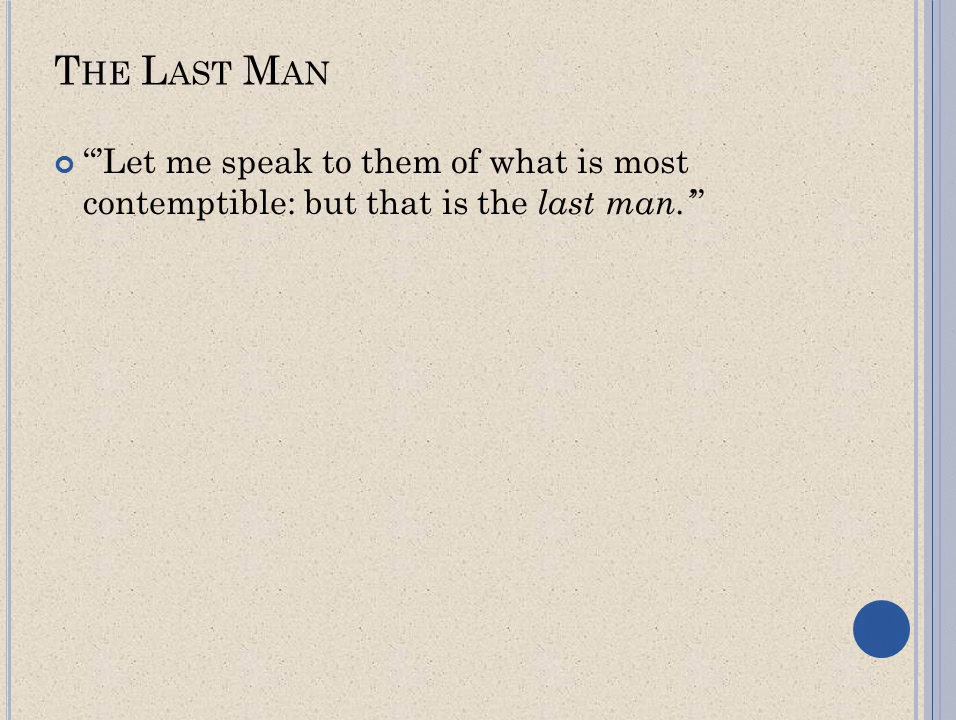 THE LAST MAN
“’Let me speak to them of what is most
contemptible: but that is the last man.’”